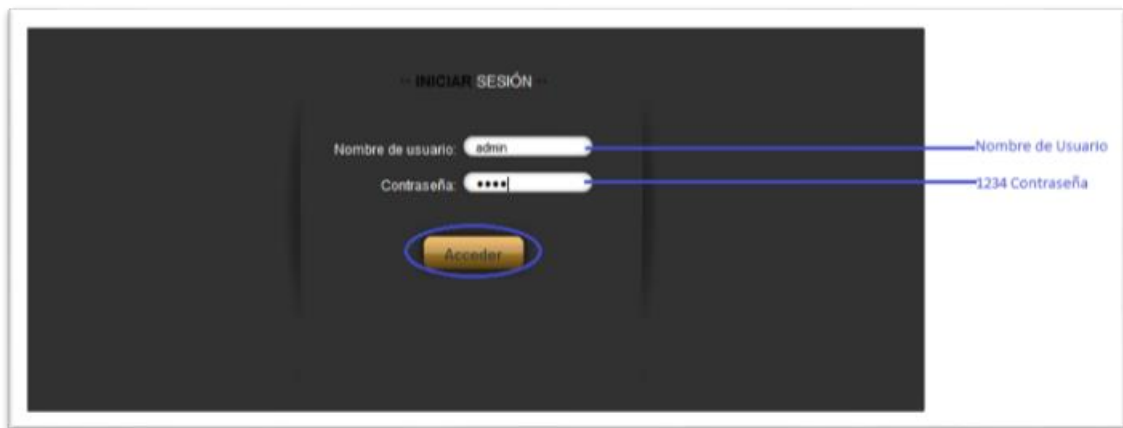 -- INICIAR SESIÓN --
Nombre de usuario: admin Nombre de Usuario
Contraseña: •••• 1234 Contraseña
Acceder